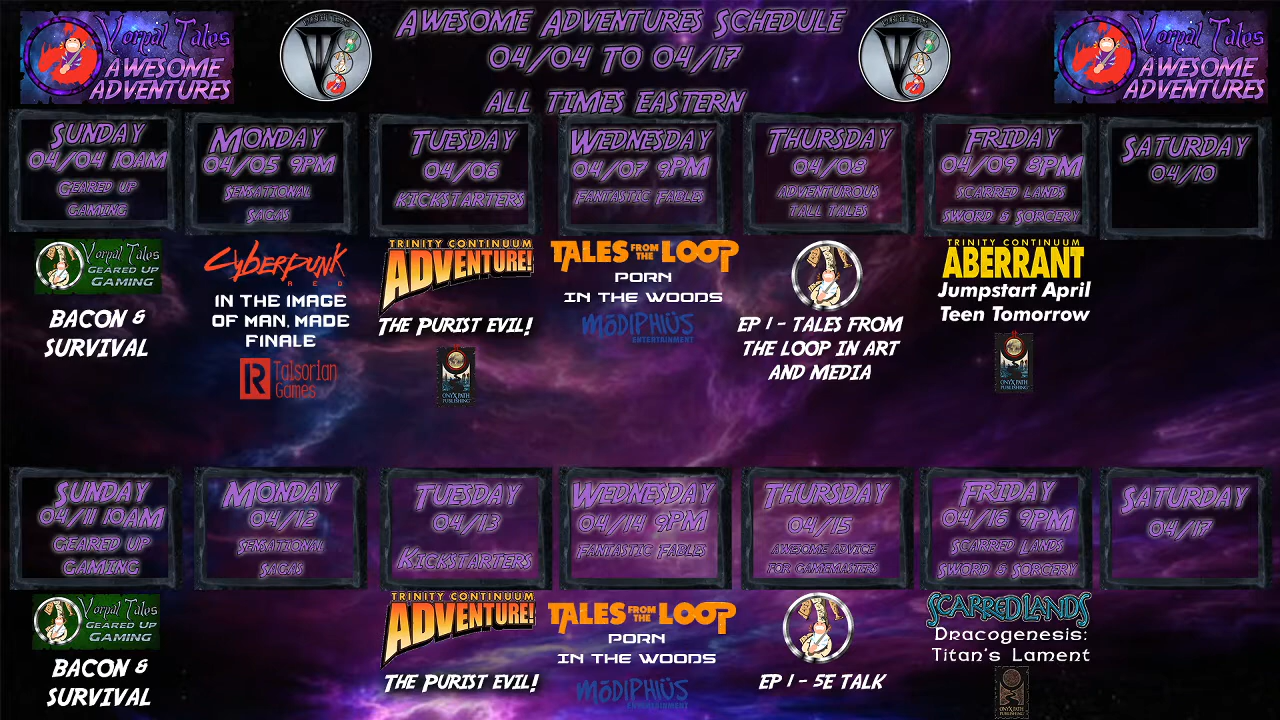 Vorpal Tales
AWESOME
ADVENTURES
VORPAL TALES
AWESOME ADVENTURES SCHEDULE
04/04 TO 04/17
ALL TIMES EASTERN
VORPAL TALES
Vorpal Tales
AWESOME
ADVENTURES
SUNDAY
04/04 10AM
GEARED UP
GAMING
MONDAY
04/05 9PM
SENSATIONAL
SAGAS
TUESDAY
04/06
KICKSTARTERS
WEDNESDAY
04/07 9PM
FANTASTIC FABLES
THURSDAY
04/08
ADVENTUROUS
TALL TALES
FRIDAY
04/09 8PM
SCARRED LANDS
SWORD & SORCERY
SATURDAY
04/10
Vorpal Tales
GEARED UP
GAMING
BACON &
SURVIVAL
CYBERPUNK
RED
IN THE IMAGE
OF MAN, MADE
FINALE
R Talsorian
Games
TRINITY CONTINUUM
ADVENTURE!
THE PURIST EVIL!
ONYX PATH
PUBLISHING
TALES FROM THE LOOP
PORN
IN THE WOODS
MŌDIPHIÜS
ENTERTAINMENT
EP 1 - TALES FROM
THE LOOP IN ART
AND MEDIA
TRINITY CONTINUUM
ABERRANT
Jumpstart April
Teen Tomorrow
ONYX PATH
PUBLISHING
SUNDAY
04/11 10AM
GEARED UP
GAMING
MONDAY
04/12
SENSATIONAL
SAGAS
TUESDAY
04/13
KICKSTARTERS
WEDNESDAY
04/14 9PM
FANTASTIC FABLES
THURSDAY
04/15
AWESOME ADVICE
FOR GAMEMASTERS
FRIDAY
04/16 9PM
SCARRED LANDS
SWORD & SORCERY
SATURDAY
04/17
Vorpal Tales
GEARED UP
GAMING
BACON &
SURVIVAL
TRINITY CONTINUUM
ADVENTURE!
THE PURIST EVIL!
TALES FROM THE LOOP
PORN
IN THE WOODS
MŌDIPHIÜS
ENTERTAINMENT
EP 1 - 5E TALK
SCARRED LANDS
Dracogenesis:
Titan's Lament
ONYX PATH
PUBLISHING